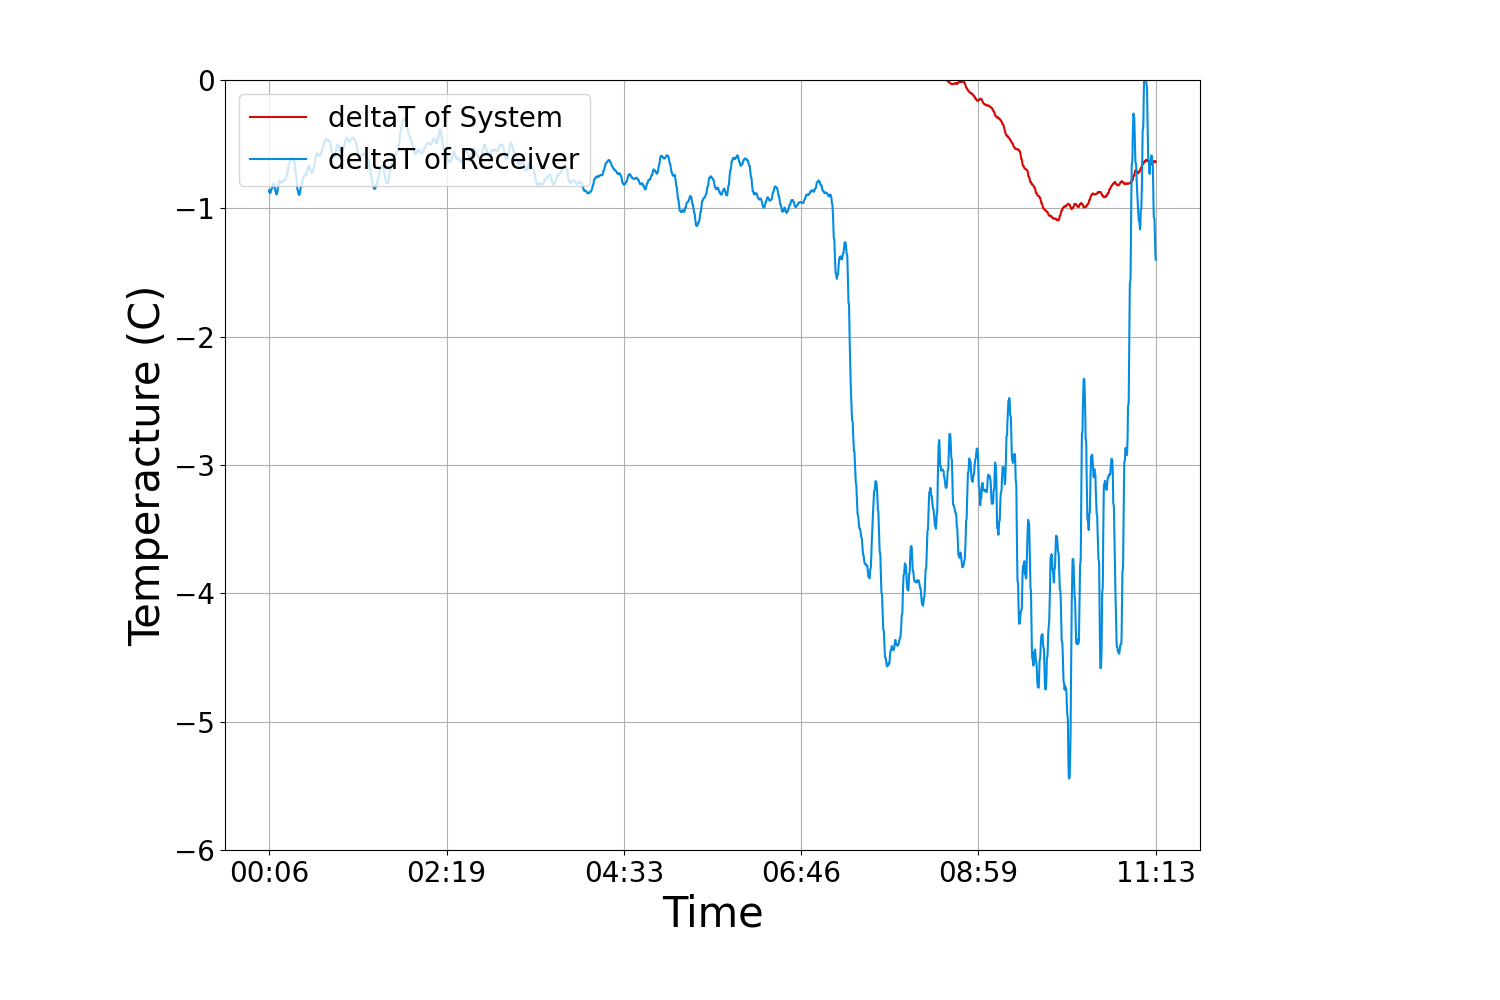 0
−1
−2
−3
−4
−5
−6
Temperacture (C)
deltaT of System
deltaT of Receiver
00:06 02:19 04:33 06:46 08:59 11:13
Time